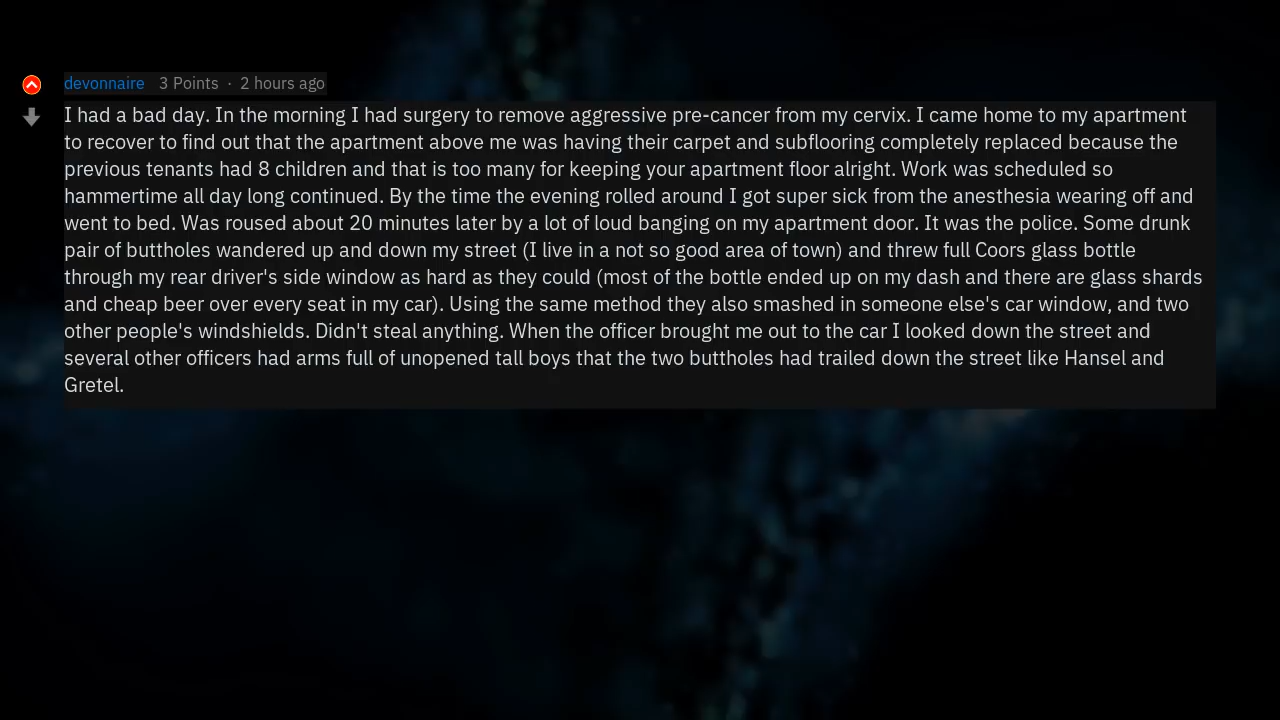 devonnaire 3 Points · 2 hours ago
I had a bad day. In the morning I had surgery to remove aggressive pre-cancer from my cervix. I came home to my apartment
to recover to find out that the apartment above me was having their carpet and subflooring completely replaced because the
previous tenants had 8 children and that is too many for keeping your apartment floor alright. Work was scheduled so
hammertime all day long continued. By the time the evening rolled around I got super sick from the anesthesia wearing off and
went to bed. Was roused about 20 minutes later by a lot of loud banging on my apartment door. It was the police. Some drunk
pair of buttholes wandered up and down my street (I live in a not so good area of town) and threw full Coors glass bottle
through my rear driver's side window as hard as they could (most of the bottle ended up on my dash and there are glass shards
and cheap beer over every seat in my car). Using the same method they also smashed in someone else's car window, and two
other people's windshields. Didn't steal anything. When the officer brought me out to the car I looked down the street and
several other officers had arms full of unopened tall boys that the two buttholes had trailed down the street like Hansel and
Gretel.